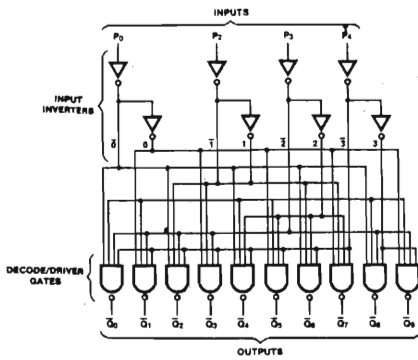 INPUTS
P0 P2 P3 P4
INPUT
INVERTERS
0̅ 0 1̅ 1 2̅ 2 3̅ 3
DECODE/DRIVER
GATES
Q̅0 Q̅1 Q̅2 Q̅3 Q̅4 Q̅5 Q̅6 Q̅7 Q̅8 Q̅9
OUTPUTS